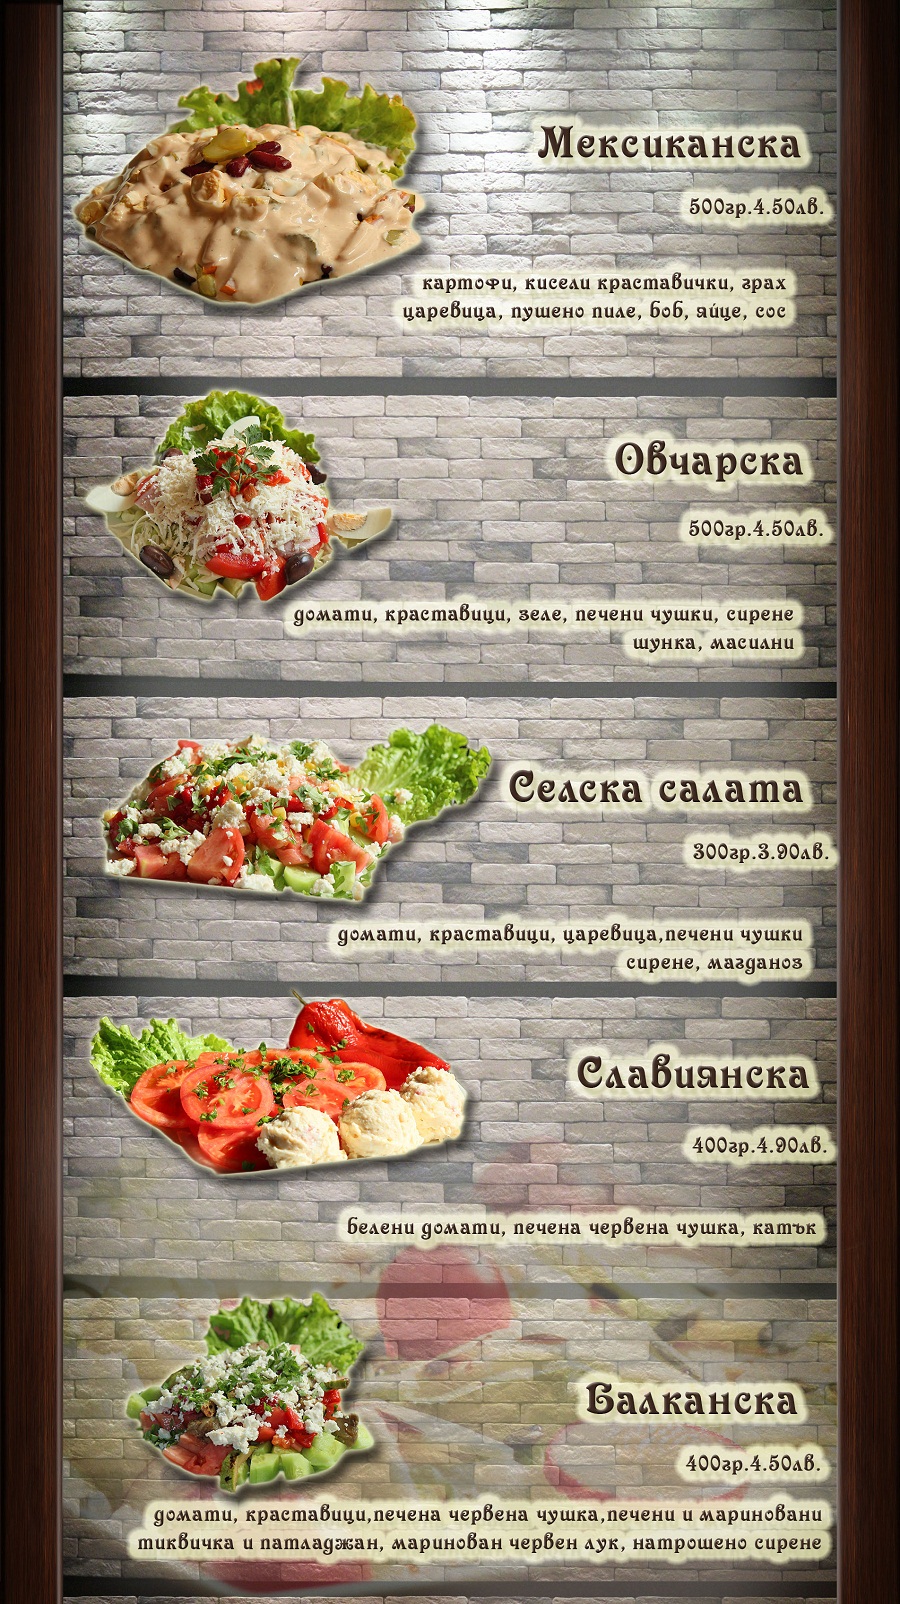 Мексиканска
500гр.4.50лв.
картофи, кисели краставички, грах
царевица, пушено пиле, боб, яйце, сос
Овчарска
500гр.4.50лв.
домати, краставици, зеле, печени чушки, сирене
шунка, масилни
Селска салата
300гр.3.90лв.
домати, краставици, царевица,печени чушки
сирене, магданоз
Славиянска
400гр.4.90лв.
белени домати, печена червена чушка, катък
Балканска
400гр.4.50лв.
домати, краставици,печена червена чушка,печени и мариновани
тиквичка и патладжан, маринован червен лук, натрошено сирене